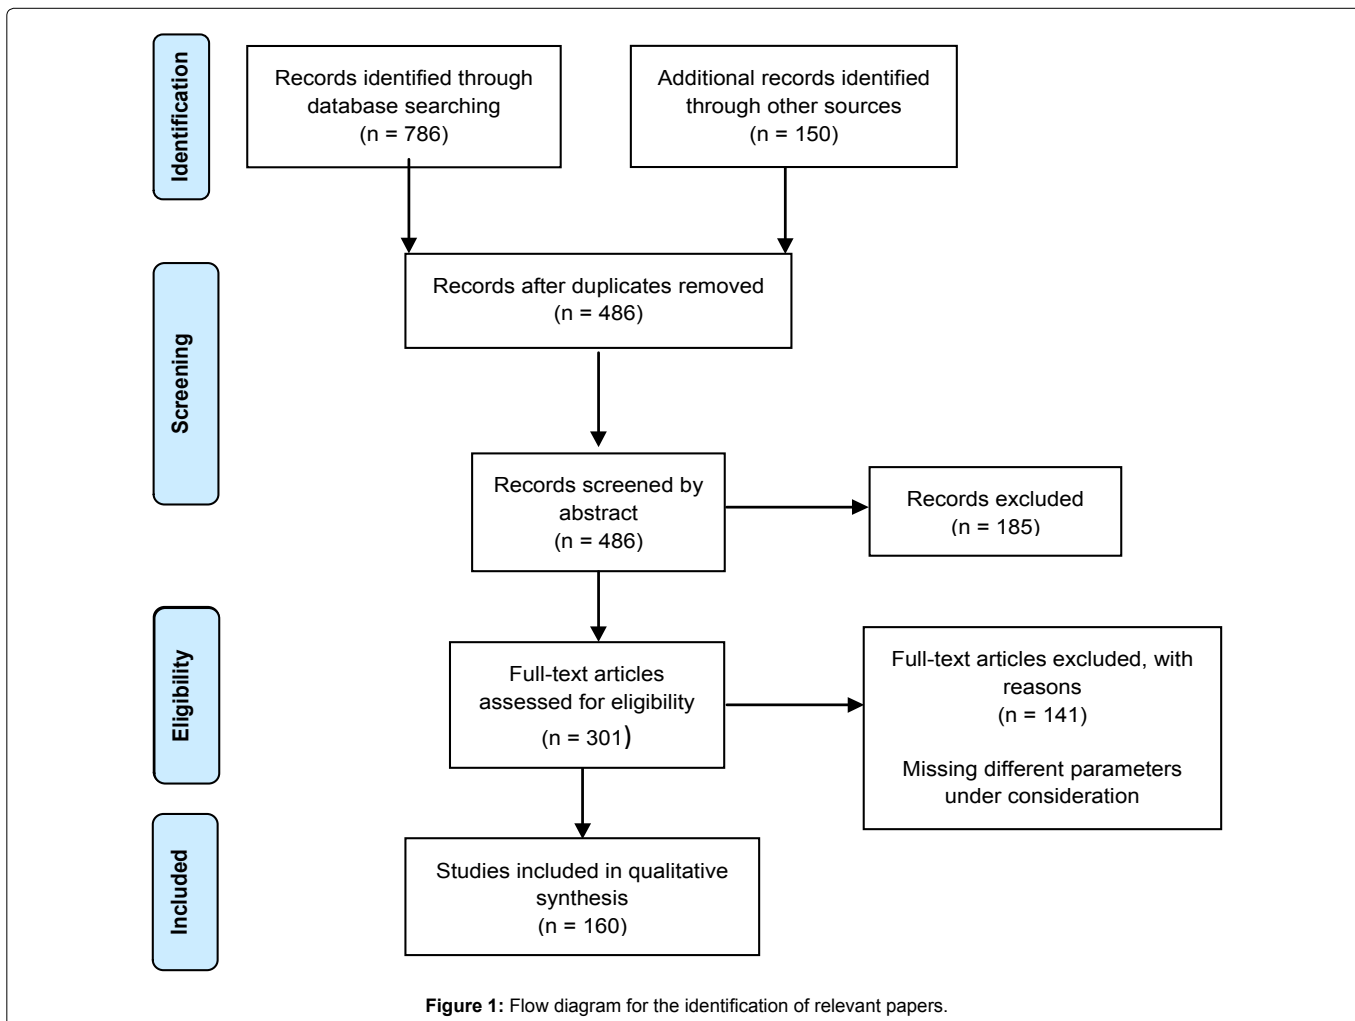 Identification
Records identified through
database searching
(n = 786)
Additional records identified
through other sources
(n = 150)
Screening
Records after duplicates removed
(n = 486)
Records screened by
abstract
(n = 486)
Records excluded
(n = 185)
Eligibility
Full-text articles
assessed for eligibility
(n = 301)
Full-text articles excluded, with
reasons
(n = 141)
Missing different parameters
under consideration
Included
Studies included in qualitative
synthesis
(n = 160)
Figure 1: Flow diagram for the identification of relevant papers.